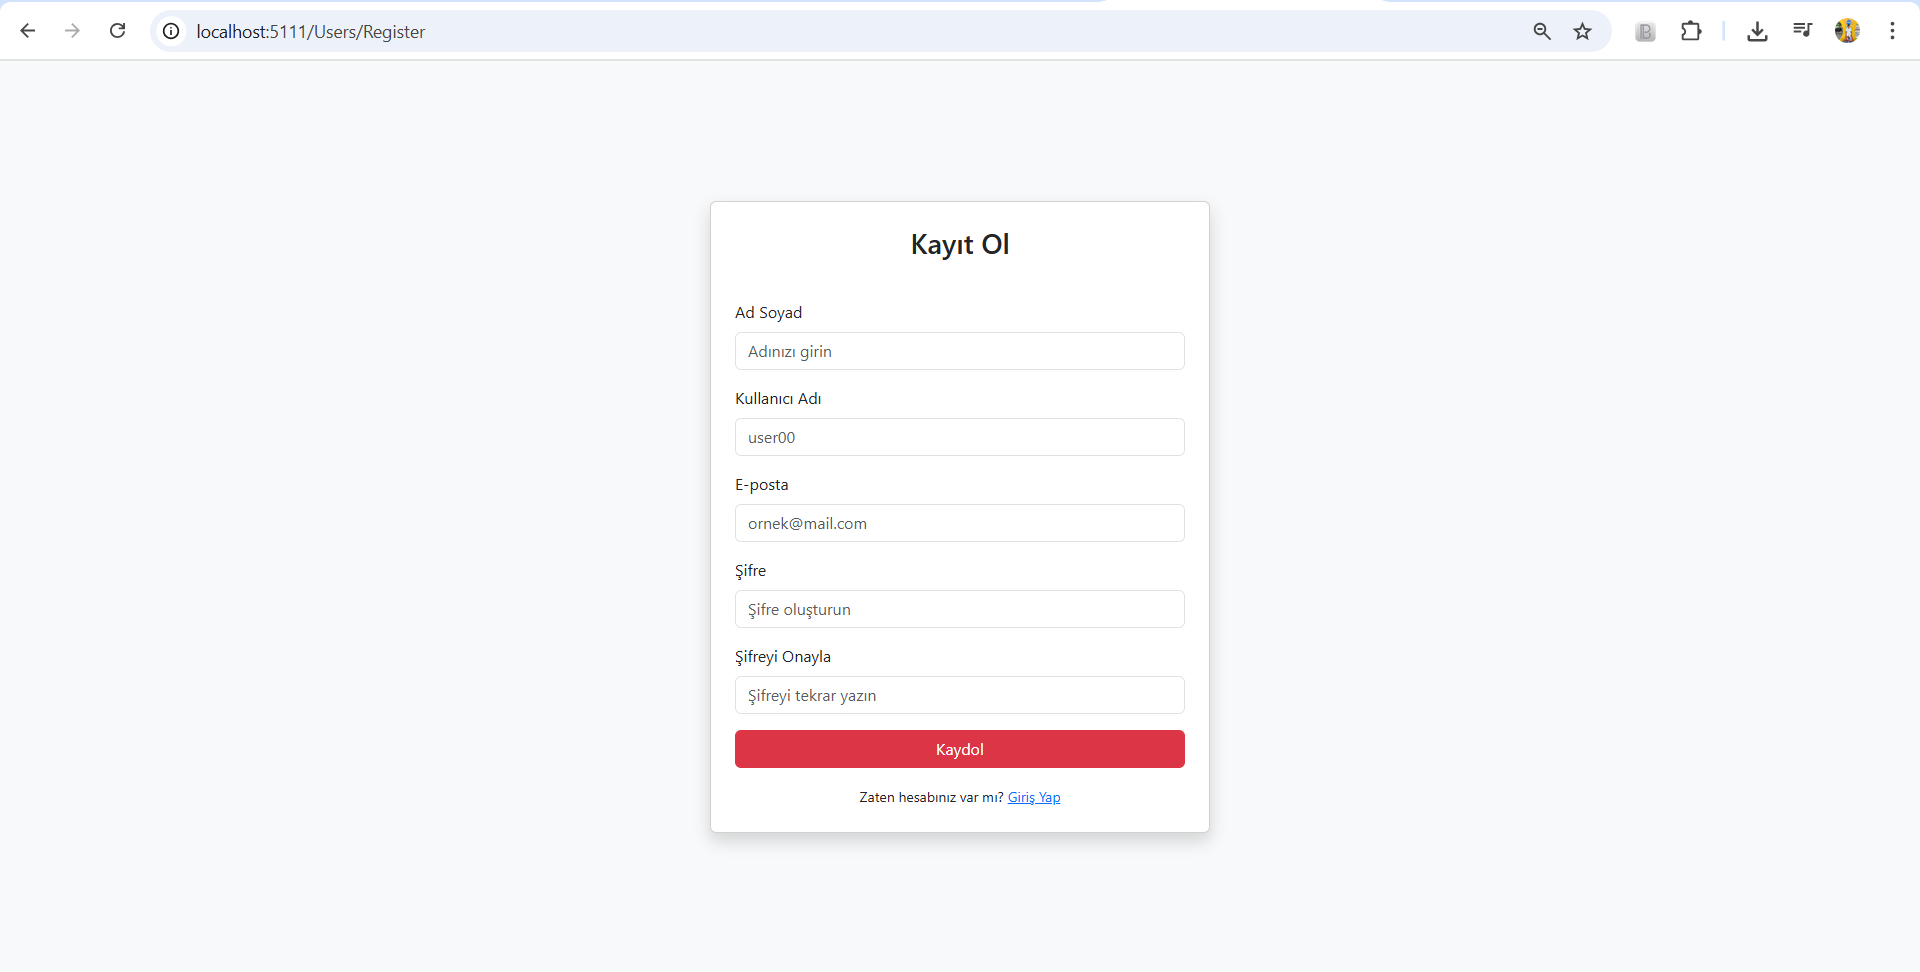 localhost:5111/Users/Register
Kayıt Ol
Ad Soyad
Adınızı girin
Kullanıcı Adı
user00
E-posta
ornek@mail.com
Şifre
Şifre oluşturun
Şifreyi Onayla
Şifreyi tekrar yazın
Kaydol
Zaten hesabınız var mı? Giriş Yap